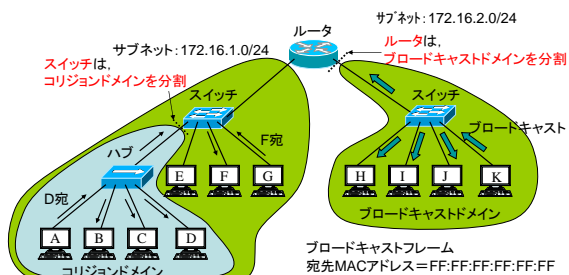 ルータ
サブネット：172.16.2.0/24
サブネット：172.16.1.0/24
ルータは，
ブロードキャストドメインを分割
スイッチは，
コリジョンドメインを分割
スイッチ
スイッチ
ブロードキャスト
F宛
ハブ
E
F
G
H
I
J
K
D宛
ブロードキャストドメイン
A
B
C
D
コリジョンドメイン
ブロードキャストフレーム
宛先MACアドレス＝FF:FF:FF:FF:FF:FF